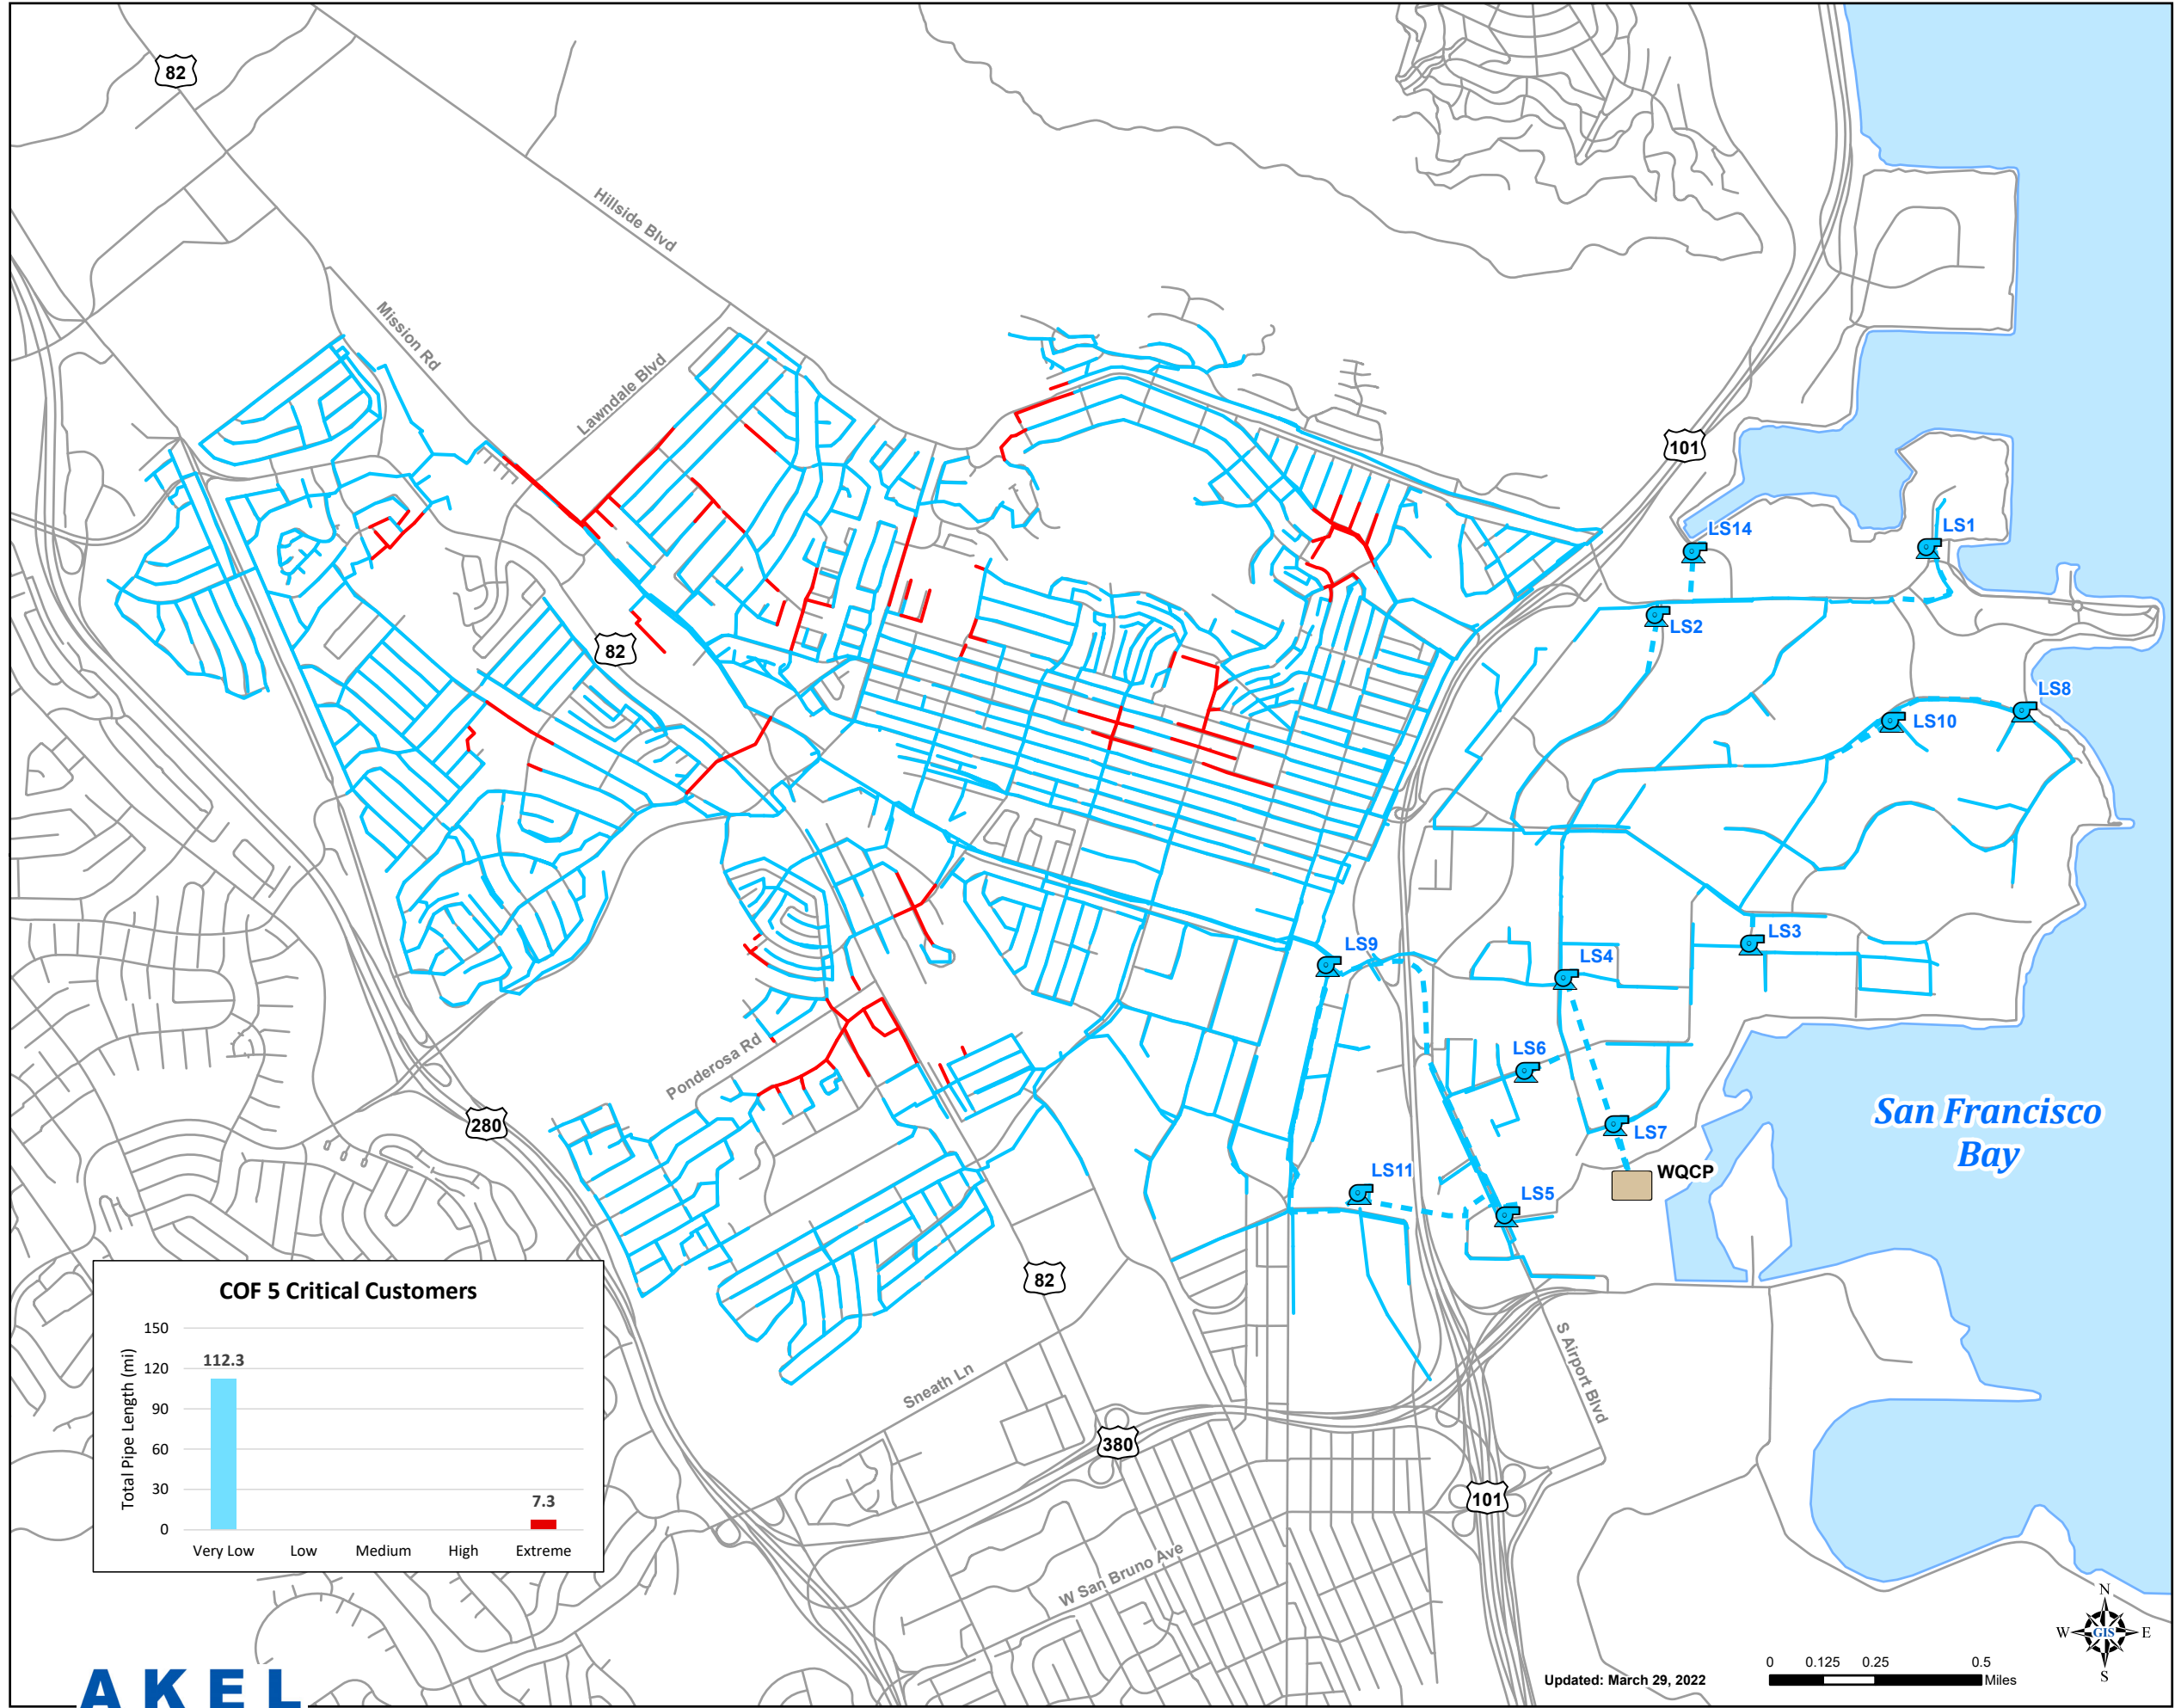 82
Hillside Blvd
Mission Rd
Lawndale Blvd
101
LS14
LS1
LS2
82
LS8
LS10
LS9
LS3
LS4
Ponderosa Rd
LS6
280
San Francisco
Bay
LS7
LS11
WQCP
LS5
82
COF 5 Critical Customers
Total Pipe Length (mi)
150
120
90
60
30
0
112.3
7.3
Very Low Low Medium High Extreme
S Airport Blvd
Sneath Ln
380
101
W San Bruno Ave
N
W GIS E
S
0 0.125 0.25 0.5
Miles
Updated: March 29, 2022
AKEL